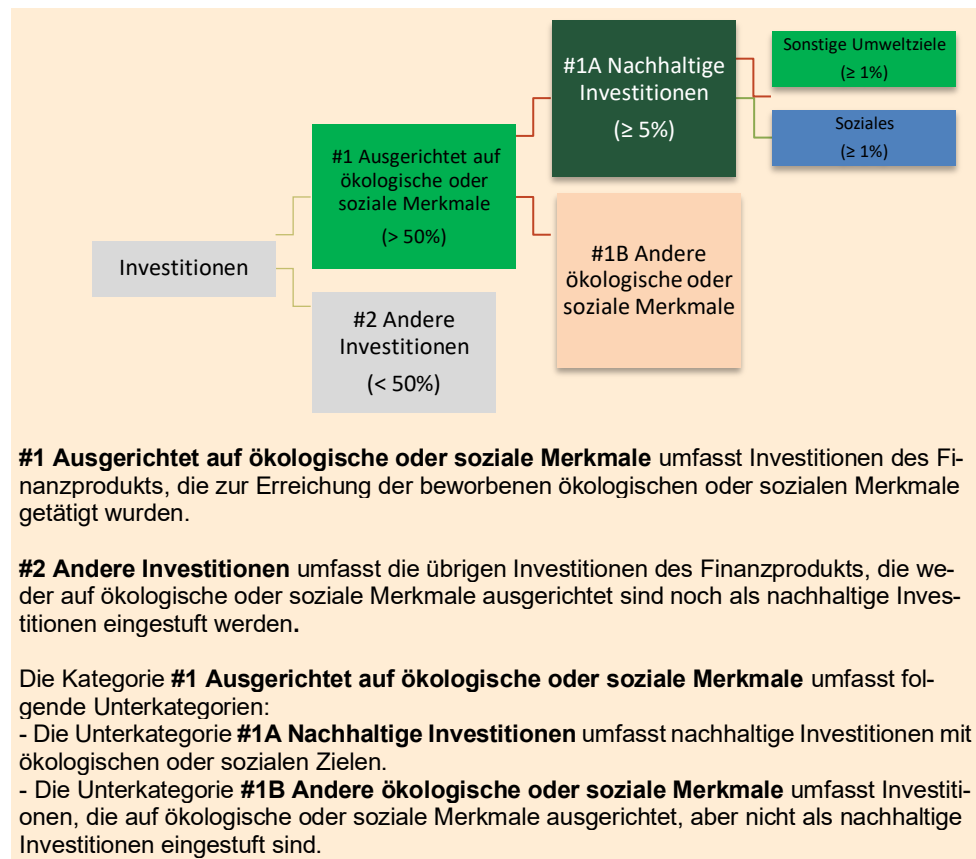 Sonstige Umweltziele
(≥ 1%)
#1A Nachhaltige
Investitionen
(≥ 5%)
Soziales
(≥ 1%)
#1 Ausgerichtet auf
ökologische oder
soziale Merkmale
(> 50%)
#1B Andere
ökologische oder
soziale Merkmale
Investitionen
#2 Andere
Investitionen
(< 50%)
#1 Ausgerichtet auf ökologische oder soziale Merkmale umfasst Investitionen des Fi-
nanzprodukts, die zur Erreichung der beworbenen ökologischen oder sozialen Merkmale
getätigt wurden.
#2 Andere Investitionen umfasst die übrigen Investitionen des Finanzprodukts, die we-
der auf ökologische oder soziale Merkmale ausgerichtet sind noch als nachhaltige Inves-
titionen eingestuft werden.
Die Kategorie #1 Ausgerichtet auf ökologische oder soziale Merkmale umfasst fol-
gende Unterkategorien:
- Die Unterkategorie #1A Nachhaltige Investitionen umfasst nachhaltige Investitionen mit
ökologischen oder sozialen Zielen.
- Die Unterkategorie #1B Andere ökologische oder soziale Merkmale umfasst Investiti-
onen, die auf ökologische oder soziale Merkmale ausgerichtet, aber nicht als nachhaltige
Investitionen eingestuft sind.